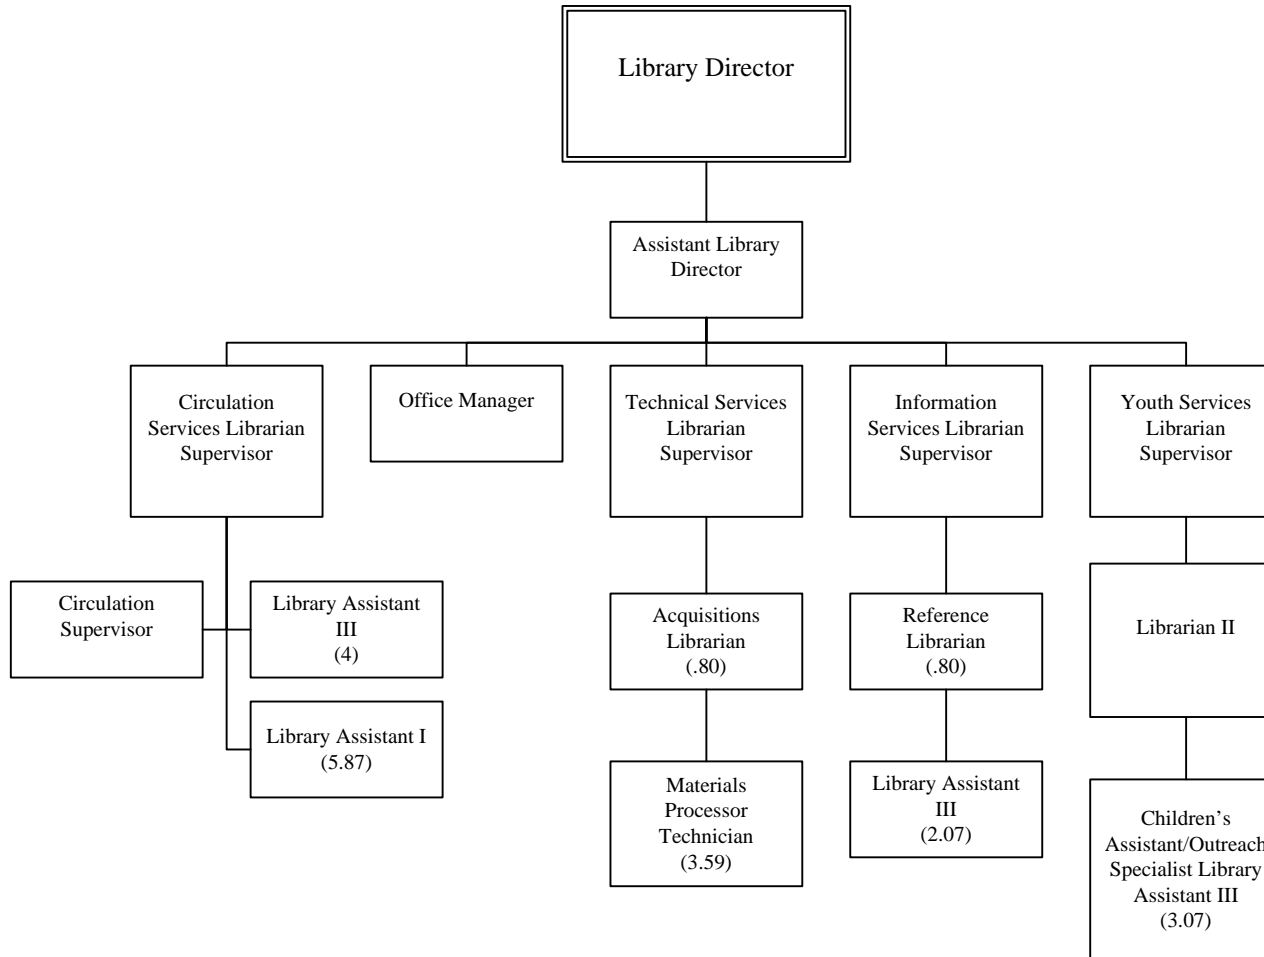 Library Director
Assistant Library
Director
Circulation
Services Librarian
Supervisor
Office Manager
Technical Services
Librarian
Supervisor
Information
Services Librarian
Supervisor
Youth Services
Librarian
Supervisor
Circulation
Supervisor
Library Assistant
III
(4)
Library Assistant I
(5.87)
Acquisitions
Librarian
(.80)
Materials
Processor
Technician
(3.59)
Reference
Librarian
(.80)
Library Assistant
III
(2.07)
Librarian II
Children’s
Assistant/Outreach
Specialist Library
Assistant III
(3.07)